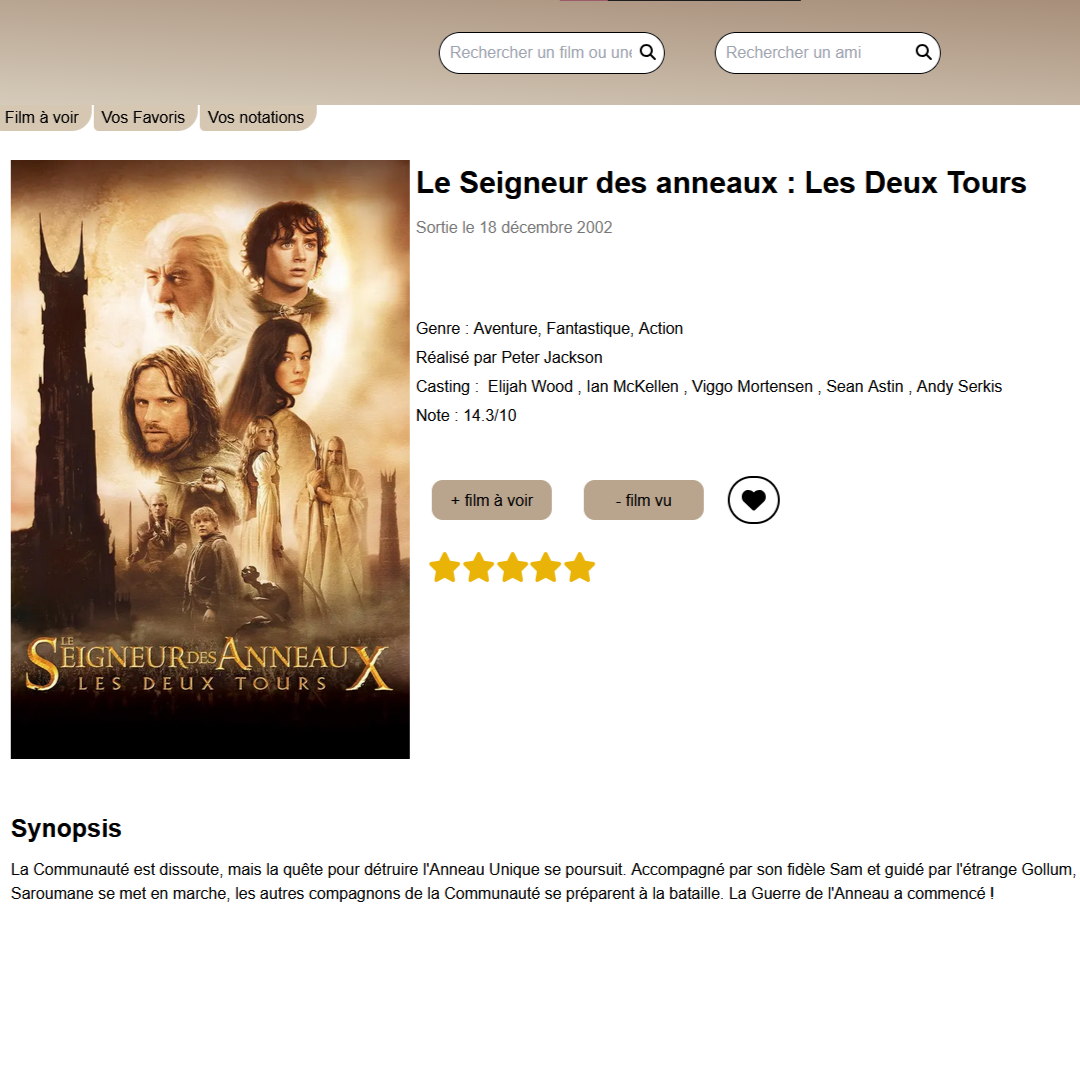 Rechercher un film ou une
Rechercher un ami
Film à voir
Vos Favoris
Vos notations
Le Seigneur des anneaux : Les Deux Tours
Sortie le 18 décembre 2002
Genre : Aventure, Fantastique, Action
Réalisé par Peter Jackson
Casting : Elijah Wood , Ian McKellen , Viggo Mortensen , Sean Astin , Andy Serkis
Note : 14.3/10
+ film à voir
- film vu
LE
SEIGNEUR DES ANNEAUX
LES DEUX TOURS
Synopsis
La Communauté est dissoute, mais la quête pour détruire l'Anneau Unique se poursuit. Accompagné par son fidèle Sam et guidé par l'étrange Gollum,
Saroumane se met en marche, les autres compagnons de la Communauté se préparent à la bataille. La Guerre de l'Anneau a commencé !